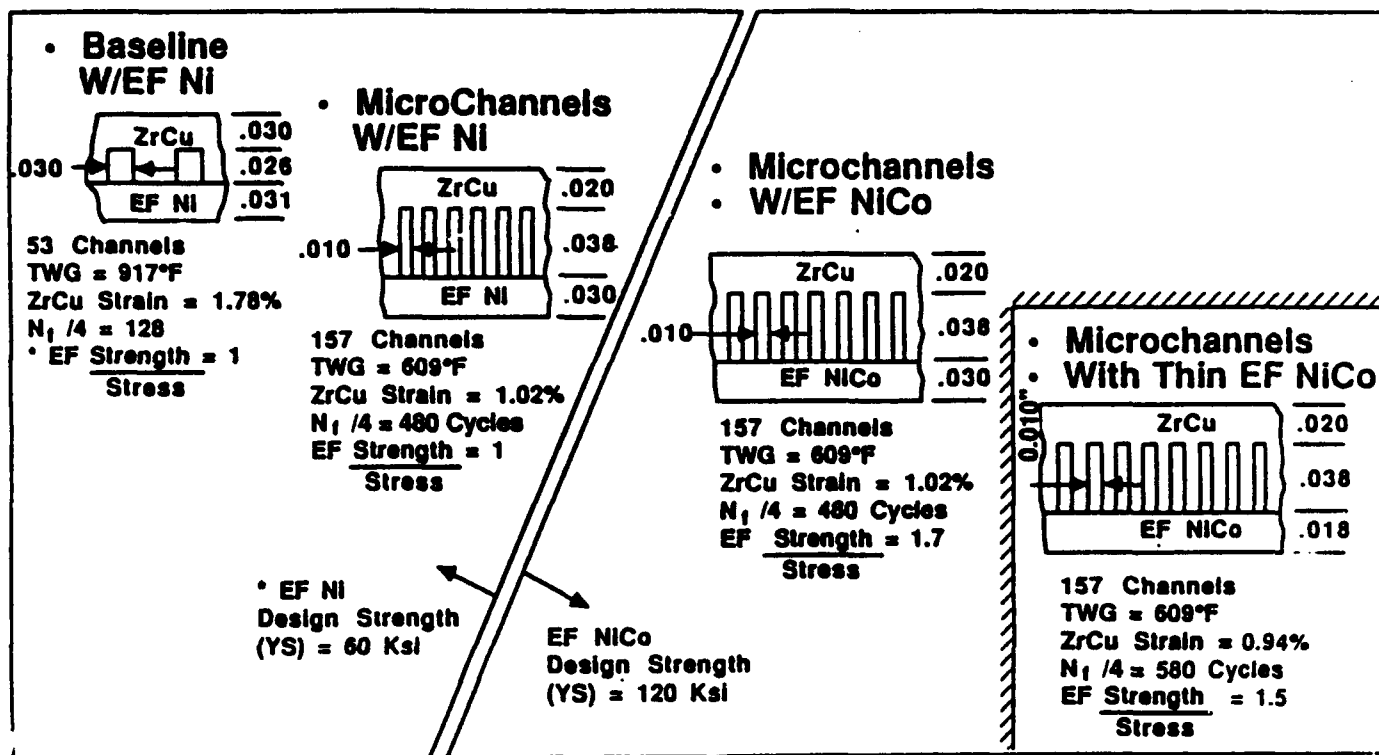 • Baseline
W/EF Ni
ZrCu
.030
.030
.026
EF Ni
.031
53 Channels
TWG = 917°F
ZrCu Strain = 1.78%
Nf /4 = 128
* EF Strength = 1
Stress
• MicroChannels
W/EF Ni
ZrCu
.020
.010
.038
EF Ni
.030
157 Channels
TWG = 609°F
ZrCu Strain = 1.02%
Nf /4 = 480 Cycles
EF Strength = 1
Stress
* EF Ni
Design Strength
(YS) = 60 Ksi
EF NiCo
Design Strength
(YS) = 120 Ksi
• Microchannels
• W/EF NiCo
ZrCu
.020
.010
.038
EF NiCo
.030
157 Channels
TWG = 609°F
ZrCu Strain = 1.02%
Nf /4 = 480 Cycles
EF Strength = 1.7
Stress
• Microchannels
• With Thin EF NiCo
0.010"
ZrCu
.020
.038
EF NiCo
.018
157 Channels
TWG = 609°F
ZrCu Strain = 0.94%
Nf /4 = 580 Cycles
EF Strength = 1.5
Stress